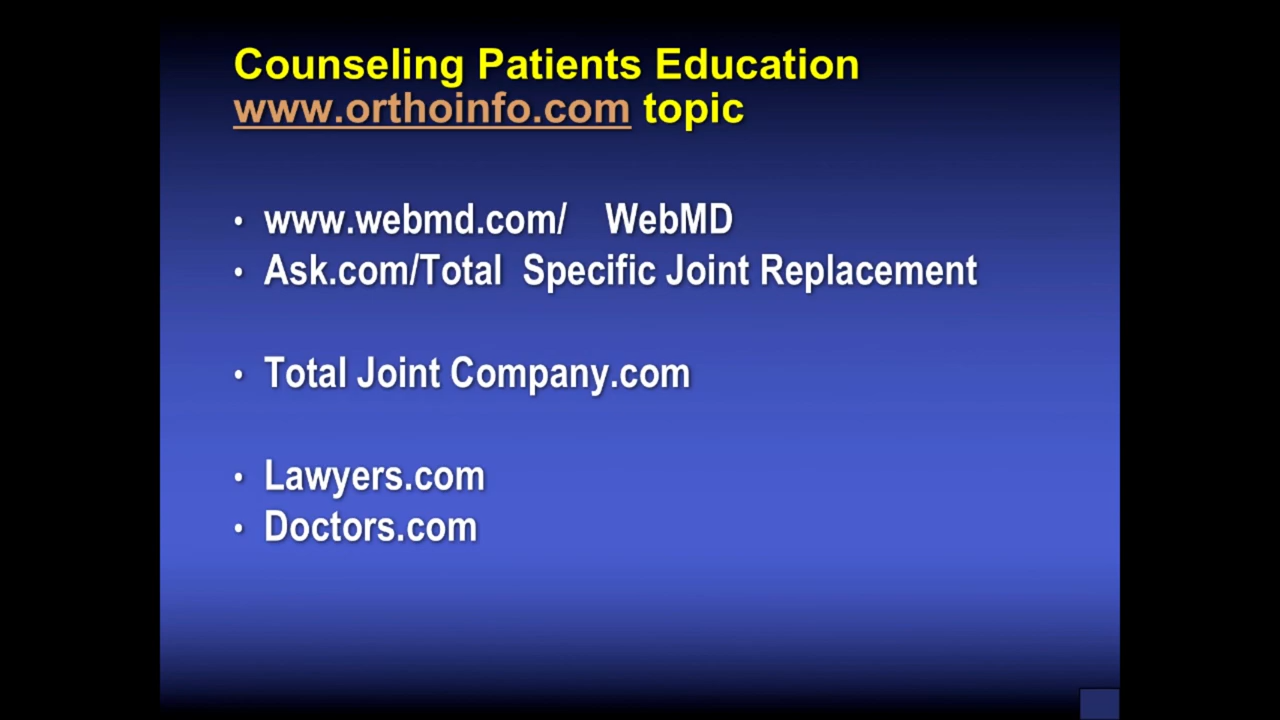 Counseling Patients Education
www.orthoinfo.com topic
• www.webmd.com/ WebMD
• Ask.com/Total Specific Joint Replacement
• Total Joint Company.com
• Lawyers.com
• Doctors.com